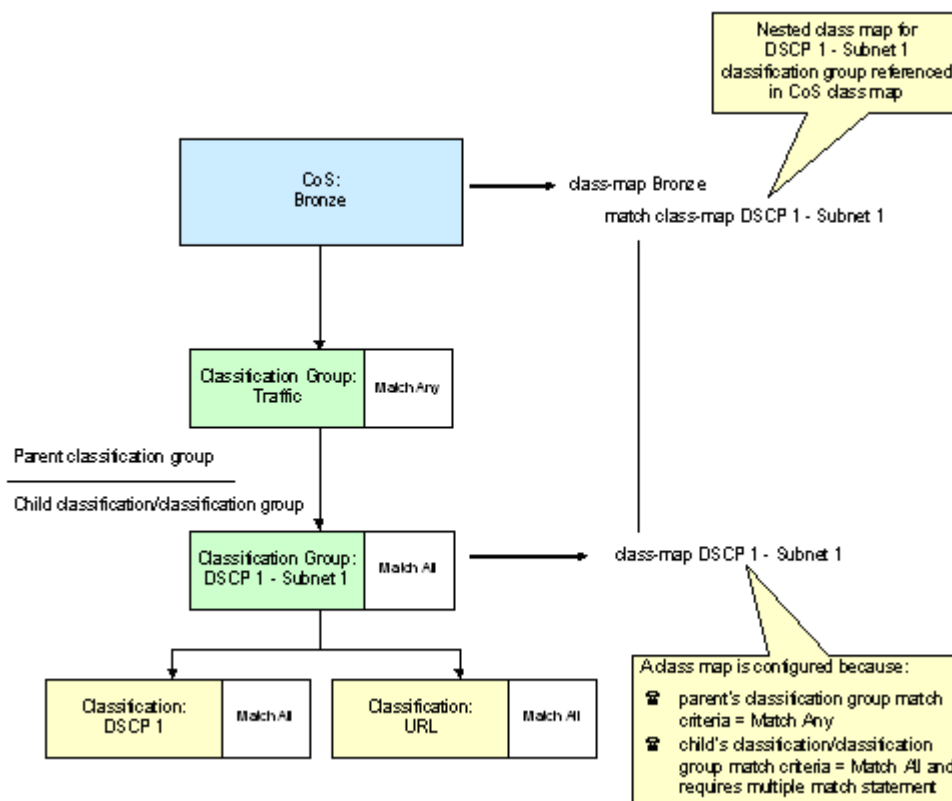 Nested class map for
DSCP 1 - Subnet 1
classification group referenced
in CoS class map
CoS:
Bronze
class-map Bronze
match class-map DSCP 1 - Subnet 1
Classification Group:
Traffic
Match Any
Parent classification group
Child classification/classification group
Classification Group:
DSCP 1 - Subnet 1
Match All
class-map DSCP 1 - Subnet 1
Classification:
DSCP 1
Match All
Classification:
URL
Match All
A class map is configured because:
☎ parent's classification group match
criteria = Match Any
☎ child's classification/classification
group match criteria = Match All and
requires multiple match statement